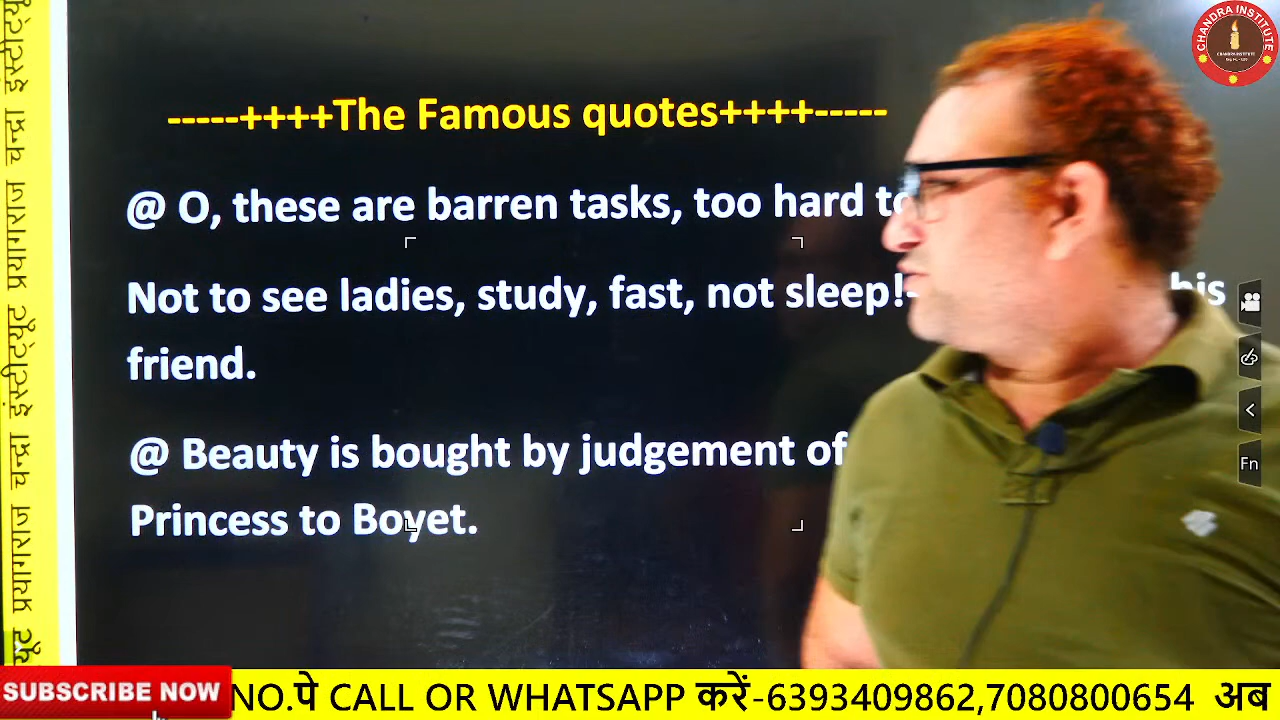 -----++++The Famous quotes++++-----
@ O, these are barren tasks, too hard
Not to see ladies, study, fast, not sleep!-
his
friend.
@ Beauty is bought by judgement of
Princess to Boyet.
CHANDRA INSTITUTE
Fn
चन्द्रा इंस्टीट्यूट प्रयागराज चन्द्रा इंस्टीट्यूट प्रयागराज
SUBSCRIBE NOW
NO.पे CALL OR WHATSAPP करें-6393409862,7080800654 अब